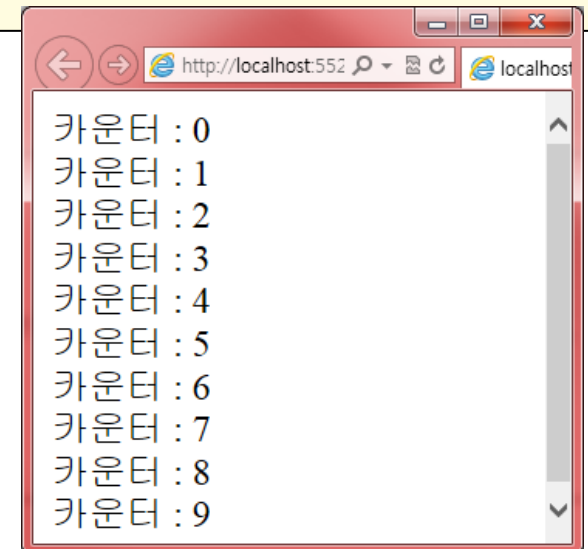 http://localhost:552
localhost
카운터 : 0
카운터 : 1
카운터 : 2
카운터 : 3
카운터 : 4
카운터 : 5
카운터 : 6
카운터 : 7
카운터 : 8
카운터 : 9